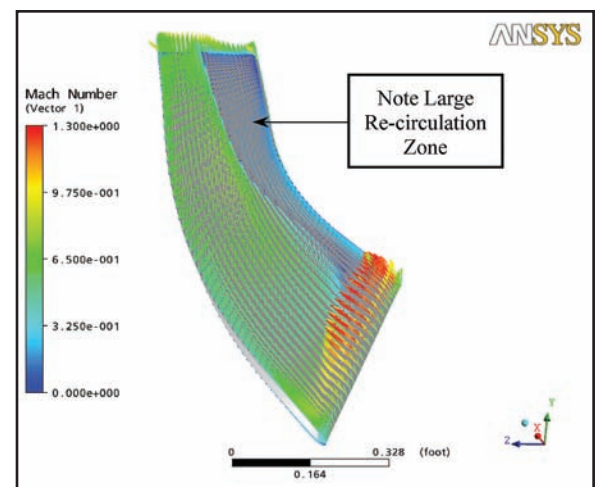 ANSYS
Mach Number
(Vector 1)
1.300e+000
9.750e-001
6.500e-001
3.250e-001
0.000e+000
Note Large
Re-circulation
Zone
0 0.328 (foot)
0.164
Y
X
Z